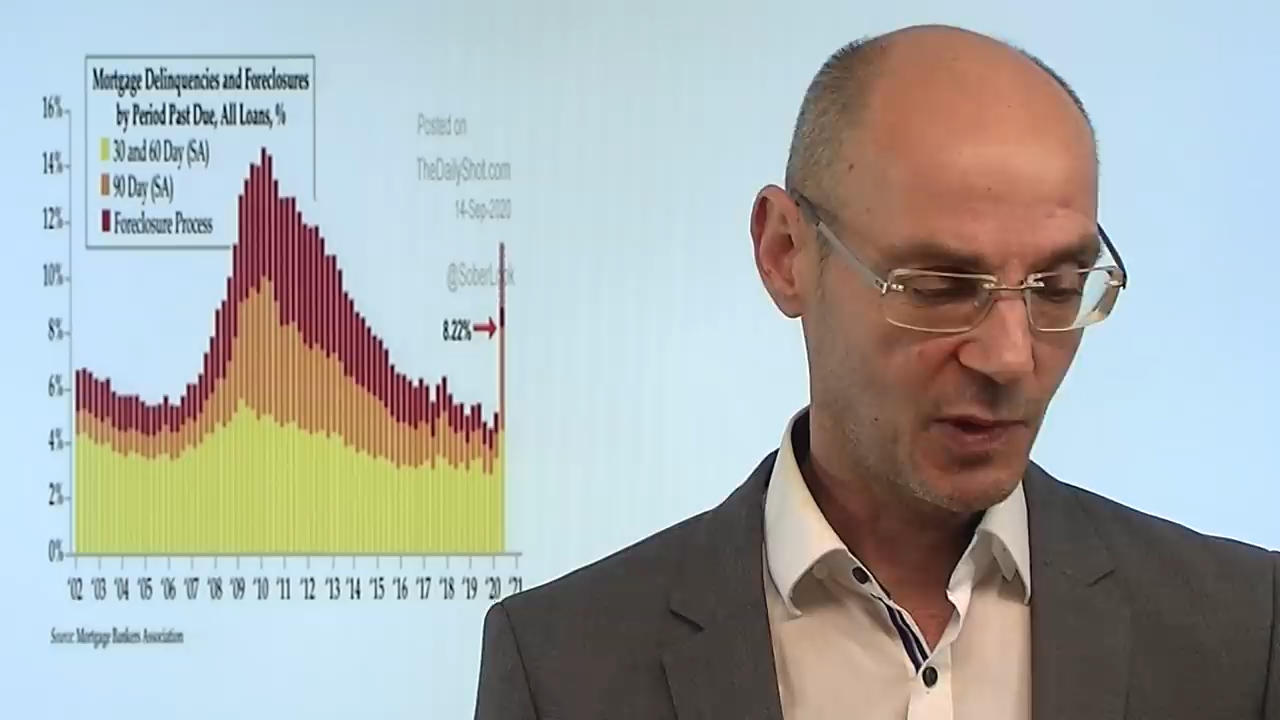 Mortgage Delinquencies and Foreclosures
by Period Past Due, All Loans, %
30 and 60 Day (SA)
90 Day (SA)
Foreclosure Process
16%
14%
12%
10%
8%
6%
4%
2%
0%
Posted on
TheDailyShot.com
14-Sep-2020
@SoberLook
8.22%
'02 '03 '04 '05 '06 '07 '08 '09 '10 '11 '12 '13 '14 '15 '16 '17 '18 '19 '20 '21
Source: Mortgage Bankers Association